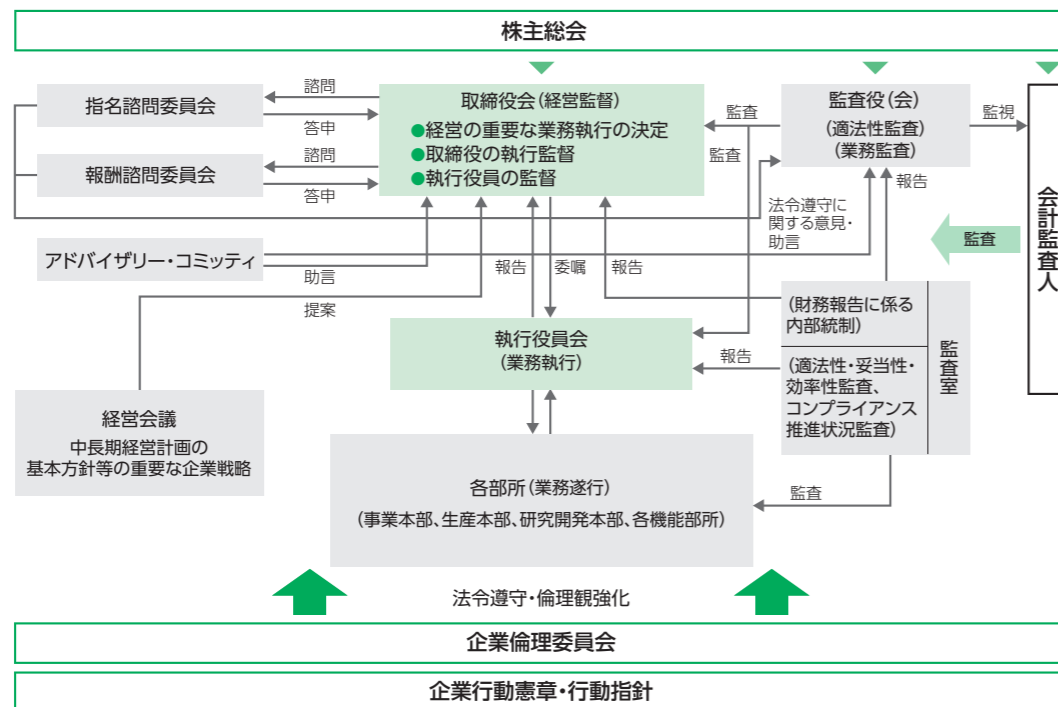 株主総会
指名諮問委員会
諮問
答申
報酬諮問委員会
諮問
答申
取締役会(経営監督)
●経営の重要な業務執行の決定
●取締役の執行監督
●執行役員の監督
監査
監査
監査役(会)
(適法性監査)
(業務監査)
監視
会計監査人
報告
法令遵守に
関する意見・
助言
監査
アドバイザリー・コミッティ
助言
提案
報告
委嘱
報告
執行役員会
(業務執行)
報告
(財務報告に係る
内部統制)
(適法性・妥当性・
効率性監査、
コンプライアンス
推進状況監査)
監査室
経営会議
中長期経営計画の
基本方針等の重要な企業戦略
各部所(業務遂行)
(事業本部、生産本部、研究開発本部、各機能部所)
監査
法令遵守・倫理観強化
企業倫理委員会
企業行動憲章・行動指針